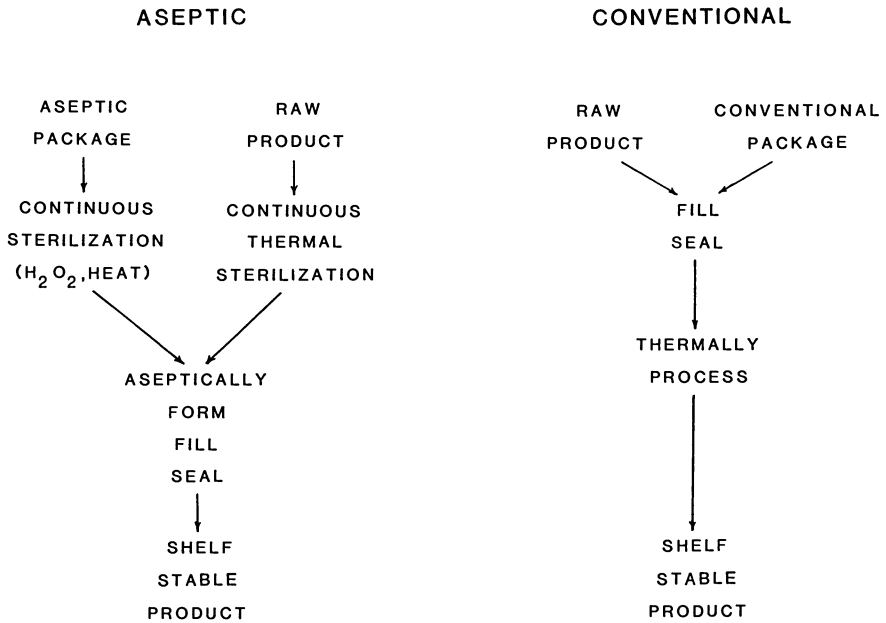 ASEPTIC
ASEPTIC
PACKAGE
RAW
PRODUCT
CONTINUOUS
STERILIZATION
(H2O2,HEAT)
CONTINUOUS
THERMAL
STERILIZATION
ASEPTICALLY
FORM
FILL
SEAL
SHELF
STABLE
PRODUCT
CONVENTIONAL
RAW
PRODUCT
CONVENTIONAL
PACKAGE
FILL
SEAL
THERMALLY
PROCESS
SHELF
STABLE
PRODUCT